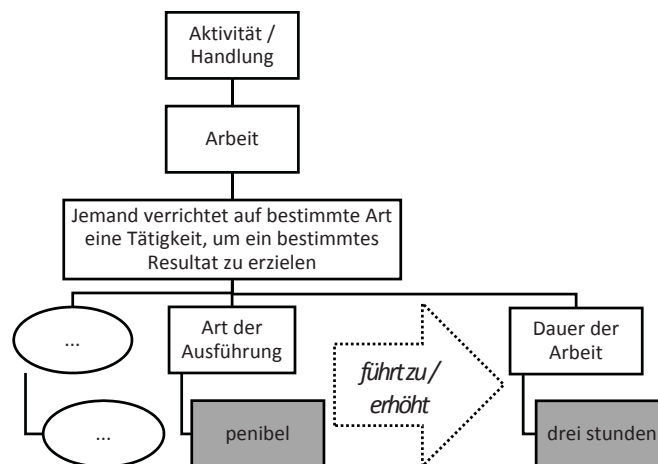 Aktivität /
Handlung
Arbeit
Jemand verrichtet auf bestimmte Art
eine Tätigkeit, um ein bestimmtes
Resultat zu erzielen
...
Art der
Ausführung
führt zu /
erhöht
Dauer der
Arbeit
...
penibel
drei stunden